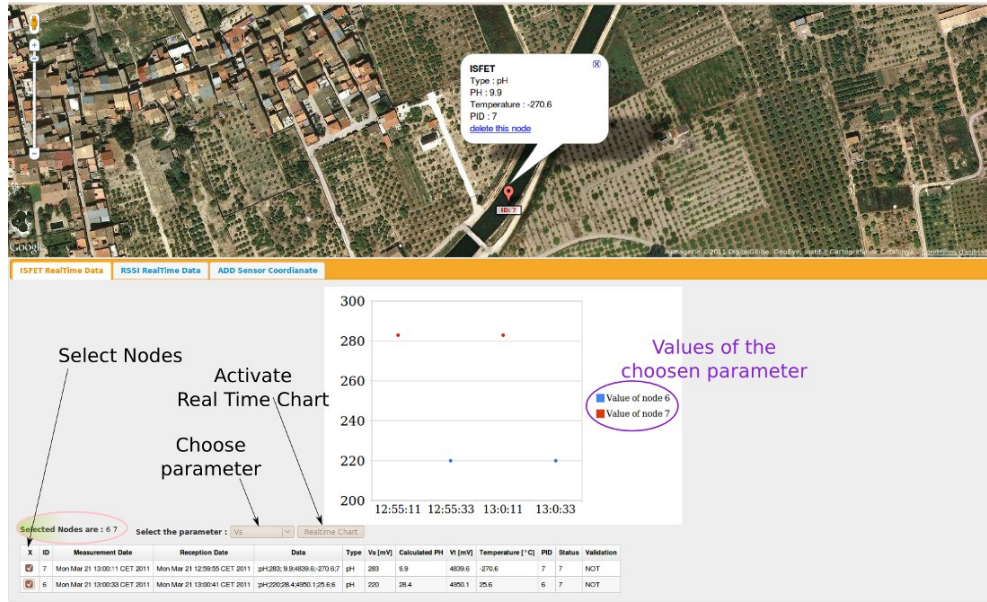 ISFET
Type : pH
PH : 9.9
Temperature : -270.6
PID : 7
delete this node
ID: 7
Google
ISFET RealTime Data
RSSI RealTime Data
ADD Sensor Coordianate
300
280
260
240
220
200
12:55:11 12:55:33 13:0:11 13:0:33
Value of node 6
Value of node 7
Values of the
choosen parameter
Select Nodes
Activate
Real Time Chart
Choose
parameter
Selected Nodes are : 6 7
Select the parameter : Vs
Realtime Chart
X ID Measurement Date Reception Date Data Type Vs [mV] Calculated PH Vt [mV] Temperature [°C] PID Status Validation
7 Mon Mar 21 13:00:11 CET 2011 Mon Mar 21 12:59:55 CET 2011 :pH;283; 9.9;4839.6;-270.6;7 pH 283 9.9 4839.6 -270.6 7 7 NOT
6 Mon Mar 21 13:00:33 CET 2011 Mon Mar 21 13:00:41 CET 2011 :pH;220;28.4;4950.1;25.6;6 pH 220 28.4 4950.1 25.6 6 7 NOT